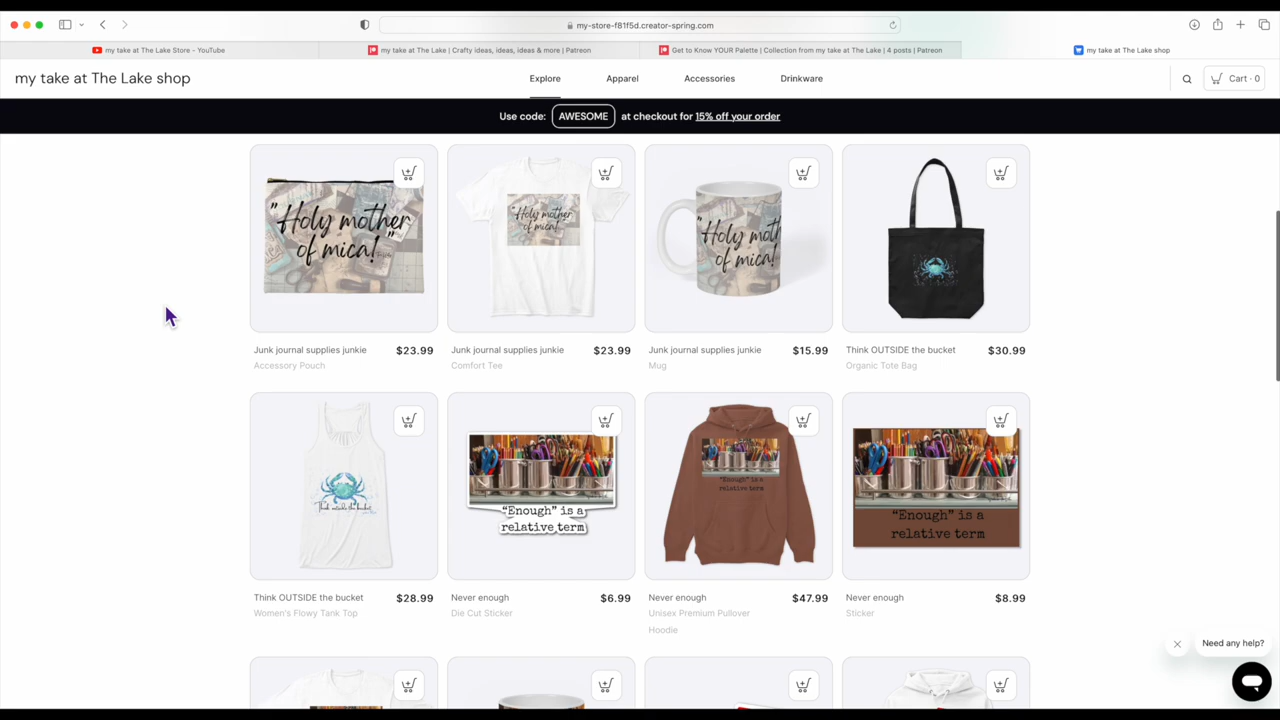 my-store-f81f5d.creator-spring.com
my take at The Lake Store - YouTube
my take at The Lake | Crafty ideas, ideas, ideas & more | Patreon
Get to Know YOUR Palette | Collection from my take at The Lake | 4 posts | Patreon
my take at The Lake shop
my take at The Lake shop
Explore
Apparel
Accessories
Drinkware
Cart · 0
Use code: AWESOME at checkout for 15% off your order
"Holy mother
of mica!"
"Holy mother
of mica!
"Holy moth
of mica!
Junk journal supplies junkie $23.99
Accessory Pouch
Junk journal supplies junkie $23.99
Comfort Tee
Junk journal supplies junkie $15.99
Mug
Think OUTSIDE the bucket $30.99
Organic Tote Bag
Think outside the bucket
"Enough" is a
relative term
"Enough" is a
relative term
"Enough" is a
relative term
Think OUTSIDE the bucket $28.99
Women's Flowy Tank Top
Never enough $6.99
Die Cut Sticker
Never enough $47.99
Unisex Premium Pullover
Hoodie
Never enough $8.99
Sticker
Need any help?